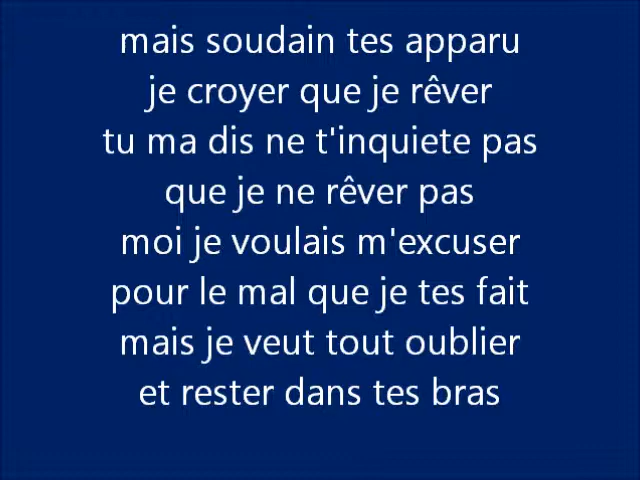 mais soudain tes apparu
je croyer que je rêver
tu ma dis ne t'inquiete pas
que je ne rêver pas
moi je voulais m'excuser
pour le mal que je tes fait
mais je veut tout oublier
et rester dans tes bras